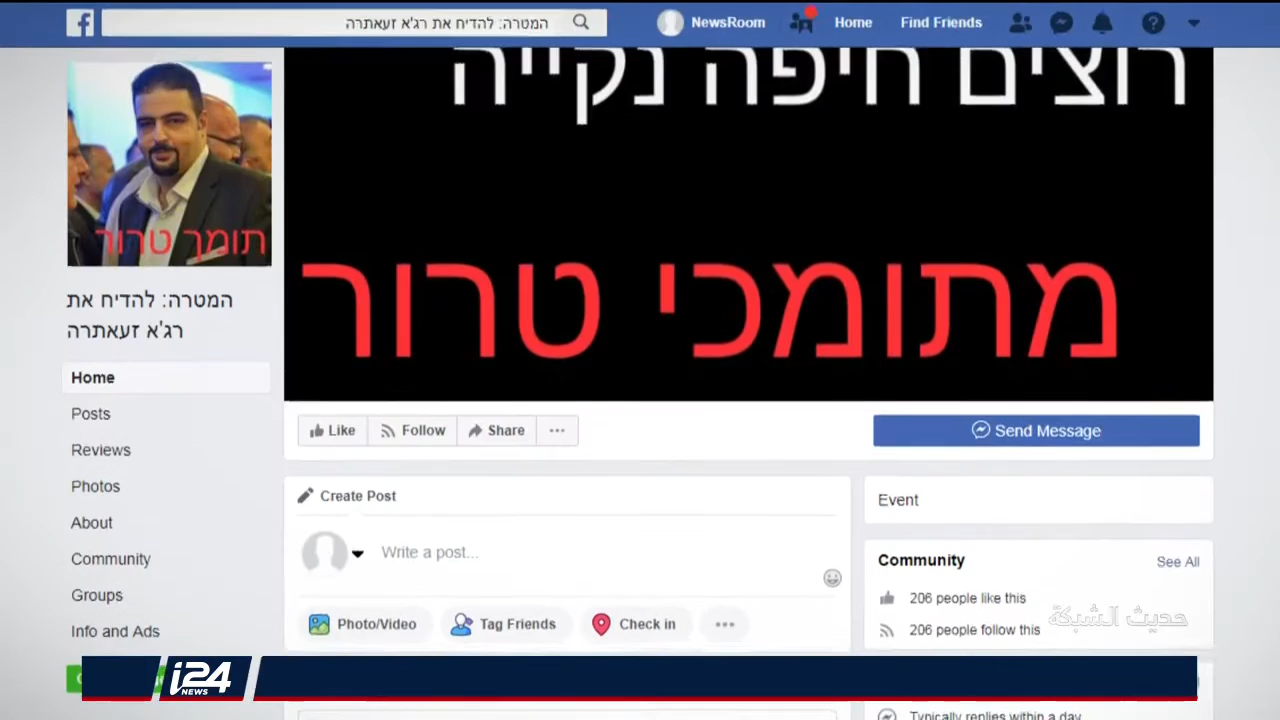 המטרה: להדיח את רג'א זעאתרה
NewsRoom
Home
Find Friends
רוצים חיפה נקייה
מתומכי טרור
תומך טרור
המטרה: להדיח את
רג'א זעאתרה
Home
Posts
Reviews
Photos
About
Community
Groups
Info and Ads
Like
Follow
Share
Send Message
Create Post
Write a post...
Photo/Video
Tag Friends
Check in
Event
Community
See All
206 people like this
206 people follow this
حديث الشبكة
i24
NEWS
Typically replies within a day